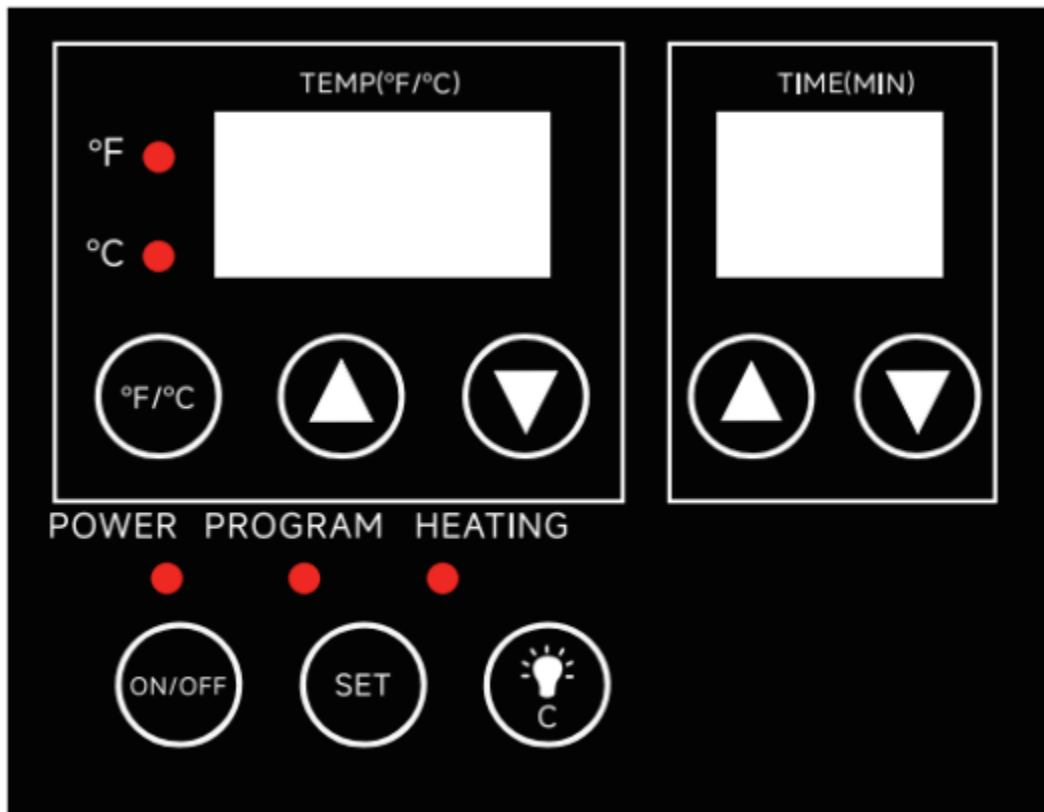 TEMP(°F/°C)
TIME(MIN)
°F
°C
°F/°C
POWER PROGRAM HEATING
ON/OFF
SET
C